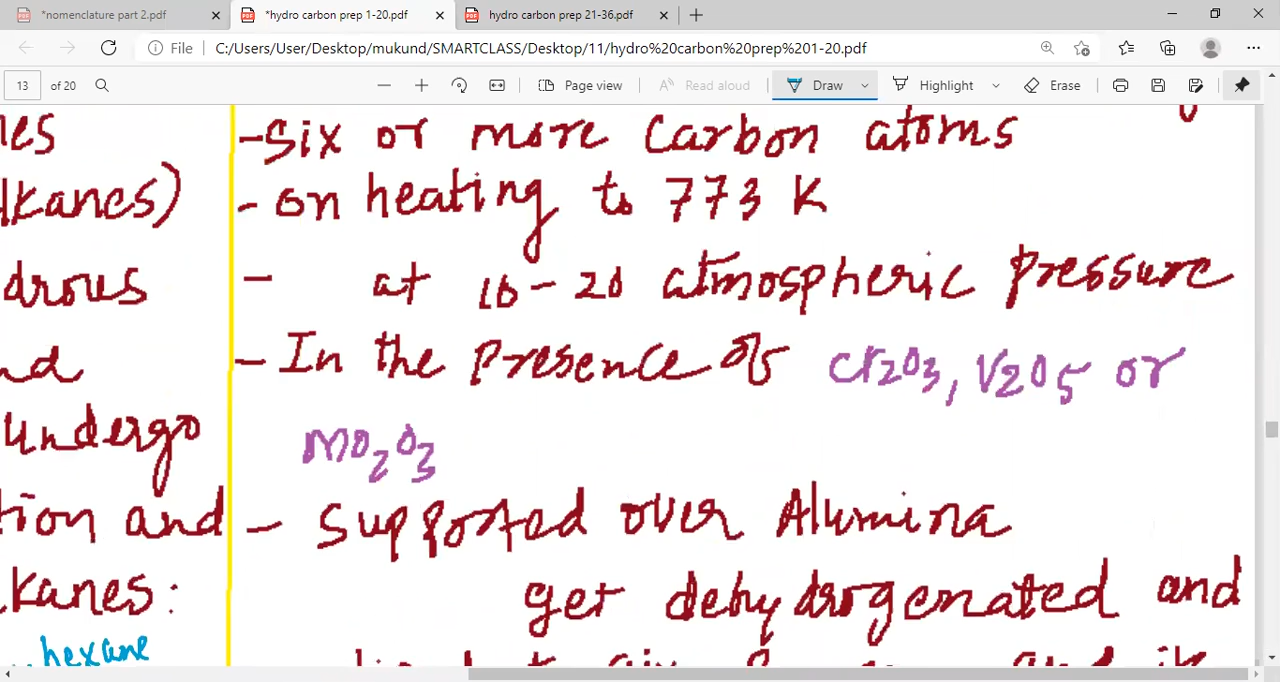 *nomenclature part 2.pdf
*hydro carbon prep 1-20.pdf
hydro carbon prep 21-36.pdf
File C:/Users/User/Desktop/mukund/SMARTCLASS/Desktop/11/hydro%20carbon%20prep%201-20.pdf
13 of 20 Page view Read aloud Draw Highlight Erase
nes
lkanes)
drous
nd
undergo
tion and
kanes:
hexane
-Six or more Carbon atoms
- on heating to 773 K
- at 10-20 atmospheric pressure
- In the presence of Cr2O3, V2O5 or
Mo2O3
- Supported over Alumina
get dehydrogenated and